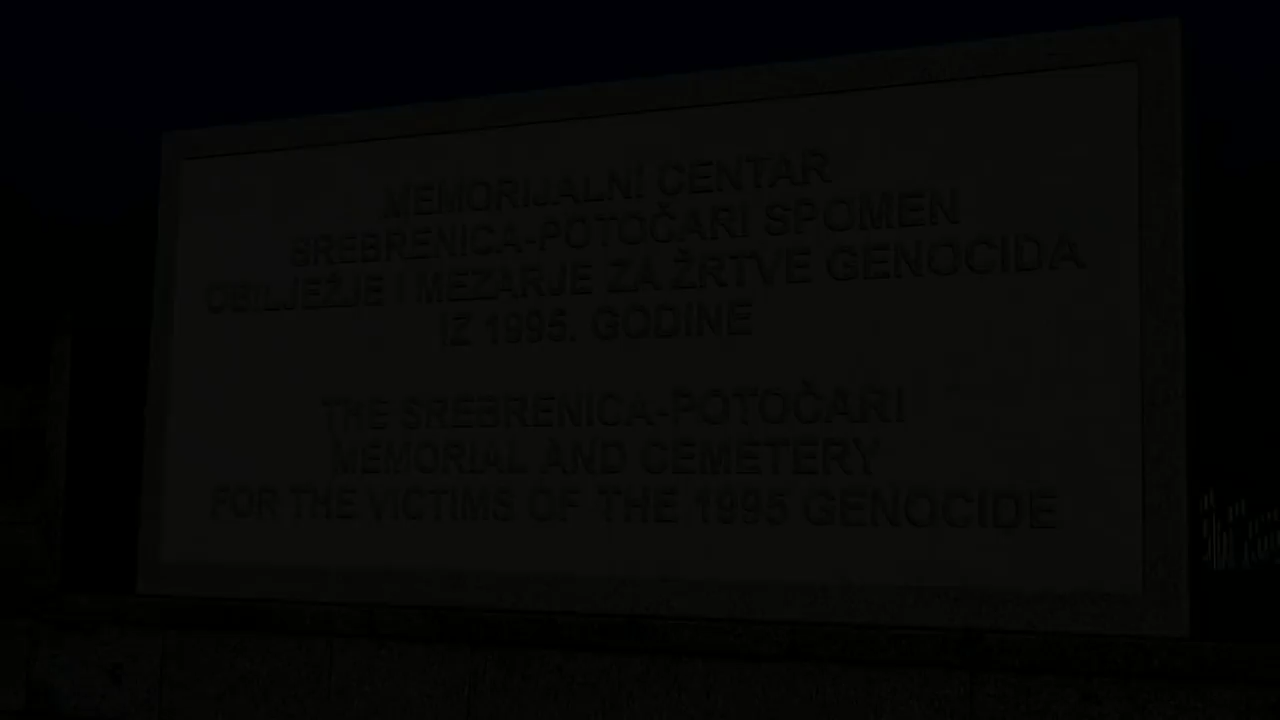 MEMORIJALNI CENTAR
SREBRENICA-POTOČARI SPOMEN
OBILJEŽJE I MEZARJE ZA ŽRTVE GENOCIDA
IZ 1995. GODINE
THE SREBRENICA-POTOČARI
MEMORIAL AND CEMETERY
FOR THE VICTIMS OF THE 1995 GENOCIDE